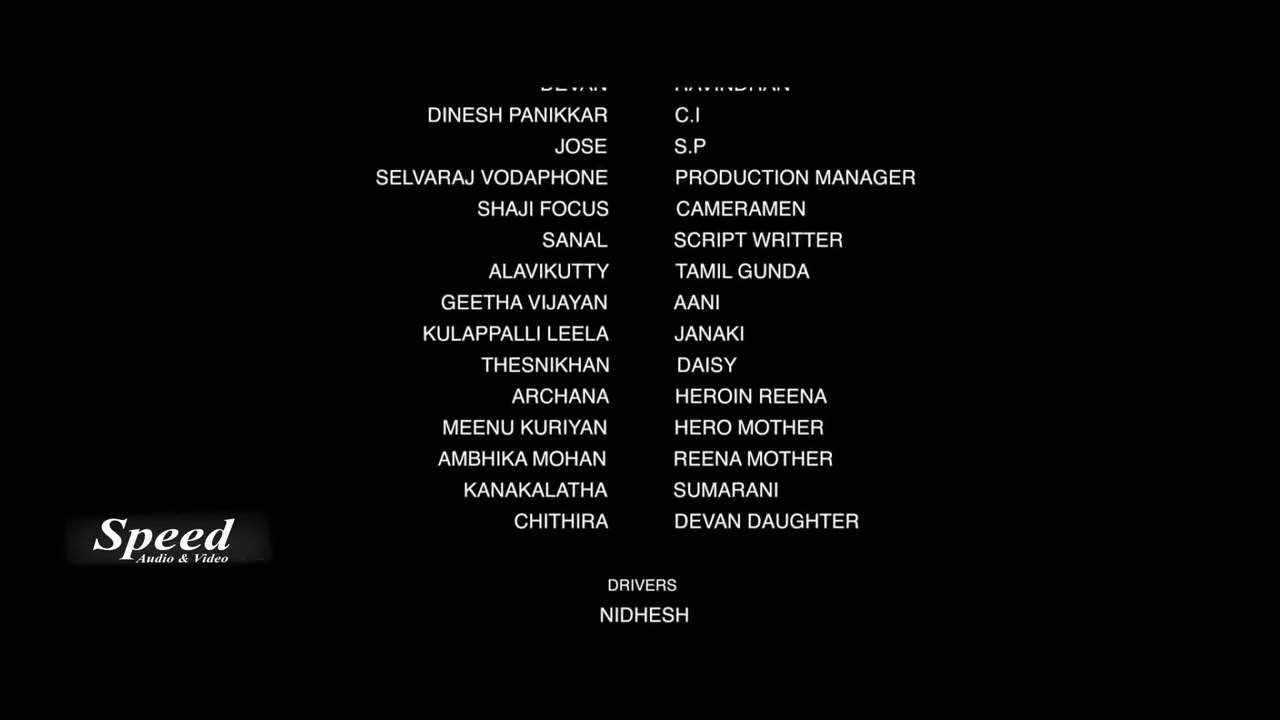 DEVAN RAVINDRAN
DINESH PANIKKAR C.I
JOSE S.P
SELVARAJ VODAPHONE PRODUCTION MANAGER
SHAJI FOCUS CAMERAMEN
SANAL SCRIPT WRITTER
ALAVIKUTTY TAMIL GUNDA
GEETHA VIJAYAN AANI
KULAPPALLI LEELA JANAKI
THESNIKHAN DAISY
ARCHANA HEROIN REENA
MEENU KURIYAN HERO MOTHER
AMBHIKA MOHAN REENA MOTHER
KANAKALATHA SUMARANI
CHITHIRA DEVAN DAUGHTER
Speed
Audio & Video
DRIVERS
NIDHESH